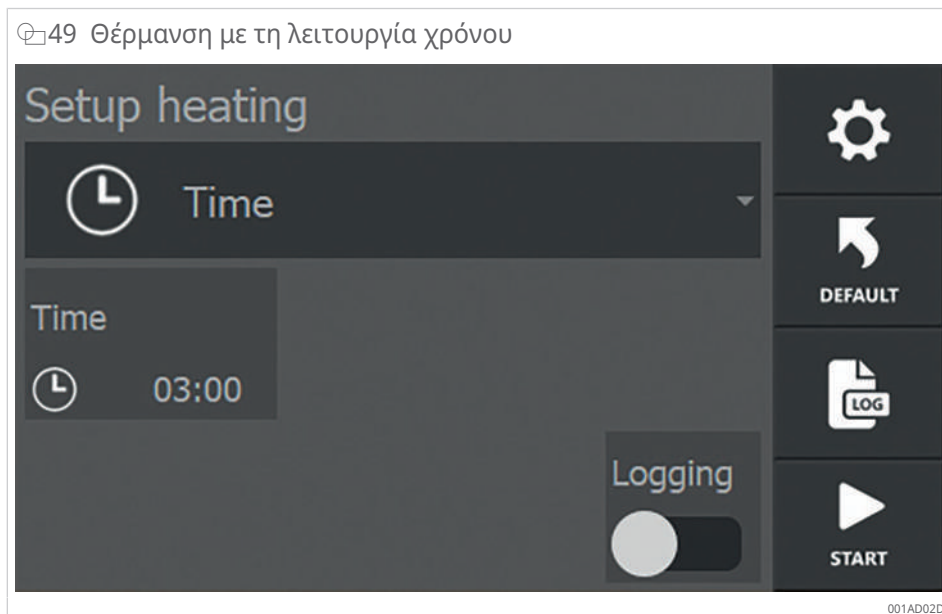 49 Θέρμανση με τη λειτουργία χρόνου
Setup heating
Time
DEFAULT
Time
03:00
LOG
Logging
START
001AD02D